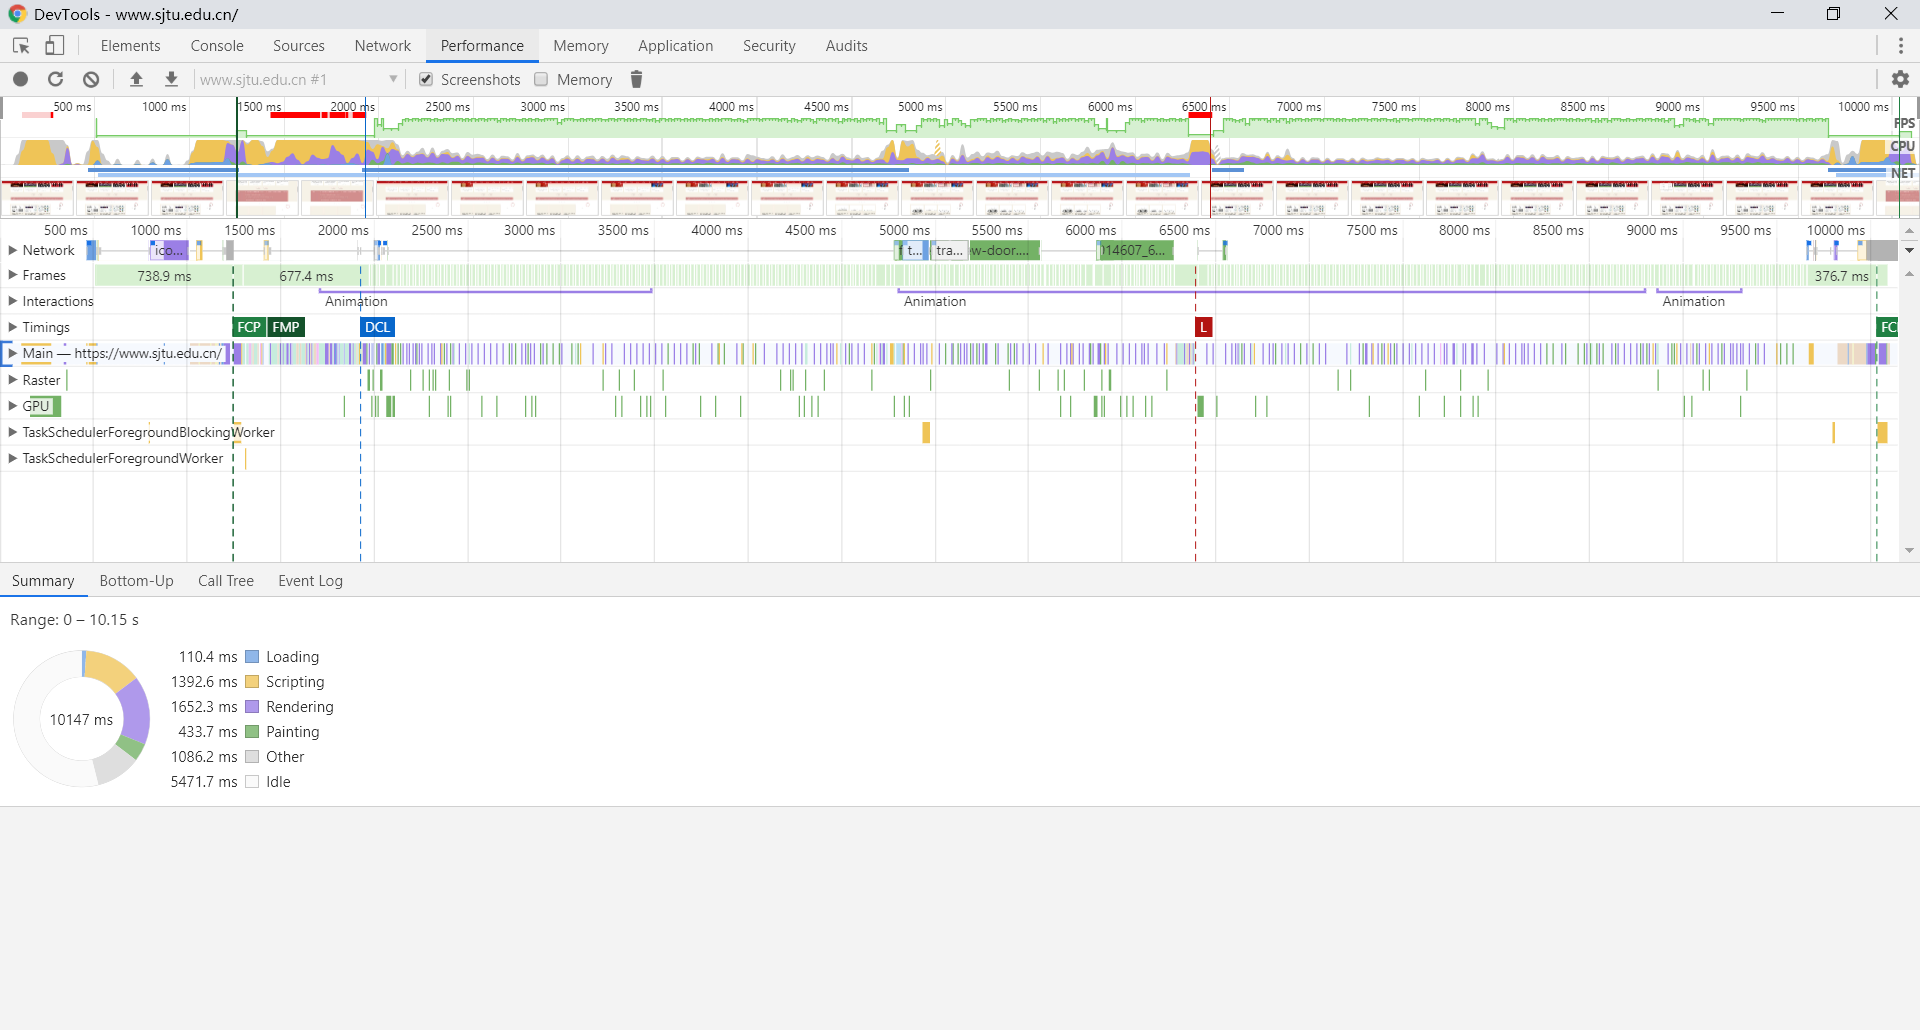 DevTools - www.sjtu.edu.cn/
Elements Console Sources Network Performance Memory Application Security Audits
www.sjtu.edu.cn #1 Screenshots Memory
500 ms 1000 ms 1500 ms 2000 ms 2500 ms 3000 ms 3500 ms 4000 ms 4500 ms 5000 ms 5500 ms 6000 ms 6500 ms 7000 ms 7500 ms 8000 ms 8500 ms 9000 ms 9500 ms 10000 ms
FPS
CPU
NET
500 ms 1000 ms 1500 ms 2000 ms 2500 ms 3000 ms 3500 ms 4000 ms 4500 ms 5000 ms 5500 ms 6000 ms 6500 ms 7000 ms 7500 ms 8000 ms 8500 ms 9000 ms 9500 ms 10000 ms
Network ico... t... tra... w-door.... 014607_6...
Frames 738.9 ms 677.4 ms 376.7 ms
Interactions Animation Animation Animation
Timings FCP FMP DCL L FC
Main — https://www.sjtu.edu.cn/
Raster
GPU
TaskSchedulerForegroundBlockingWorker
TaskSchedulerForegroundWorker
Summary Bottom-Up Call Tree Event Log
Range: 0 – 10.15 s
110.4 ms Loading
1392.6 ms Scripting
1652.3 ms Rendering
10147 ms
433.7 ms Painting
1086.2 ms Other
5471.7 ms Idle